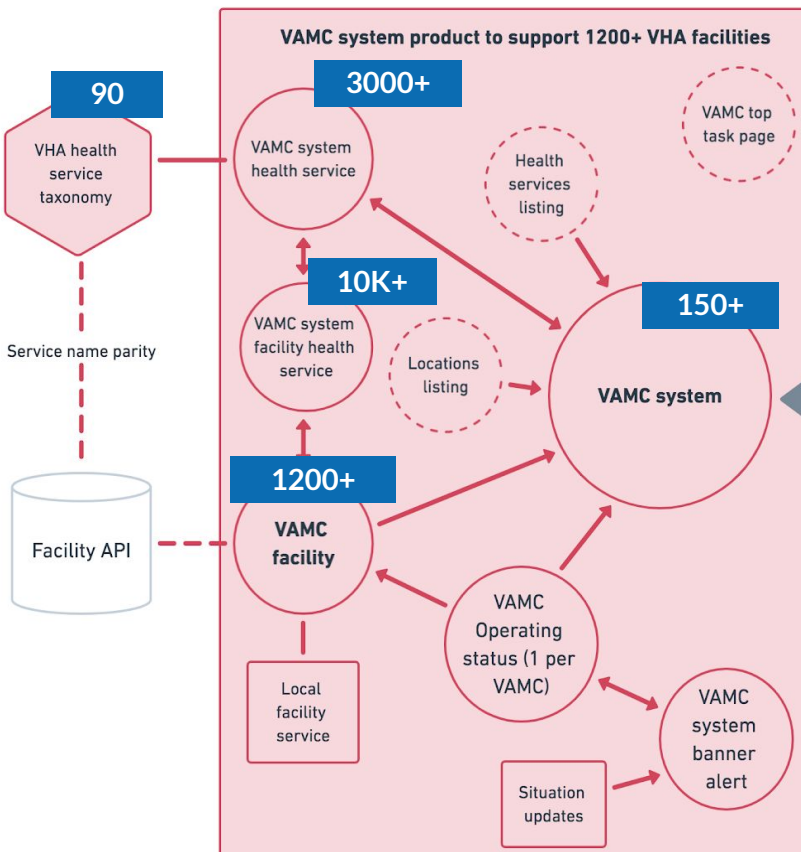 VAMC system product to support 1200+ VHA facilities
90
VHA health
service
taxonomy
3000+
VAMC system
health service
Health
services
listing
VAMC top
task page
10K+
VAMC system
facility health
service
Service name parity
Locations
listing
150+
VAMC system
1200+
VAMC
facility
Facility API
VAMC
Operating
status (1 per
VAMC)
Local
facility
service
VAMC
system
banner
alert
Situation
updates